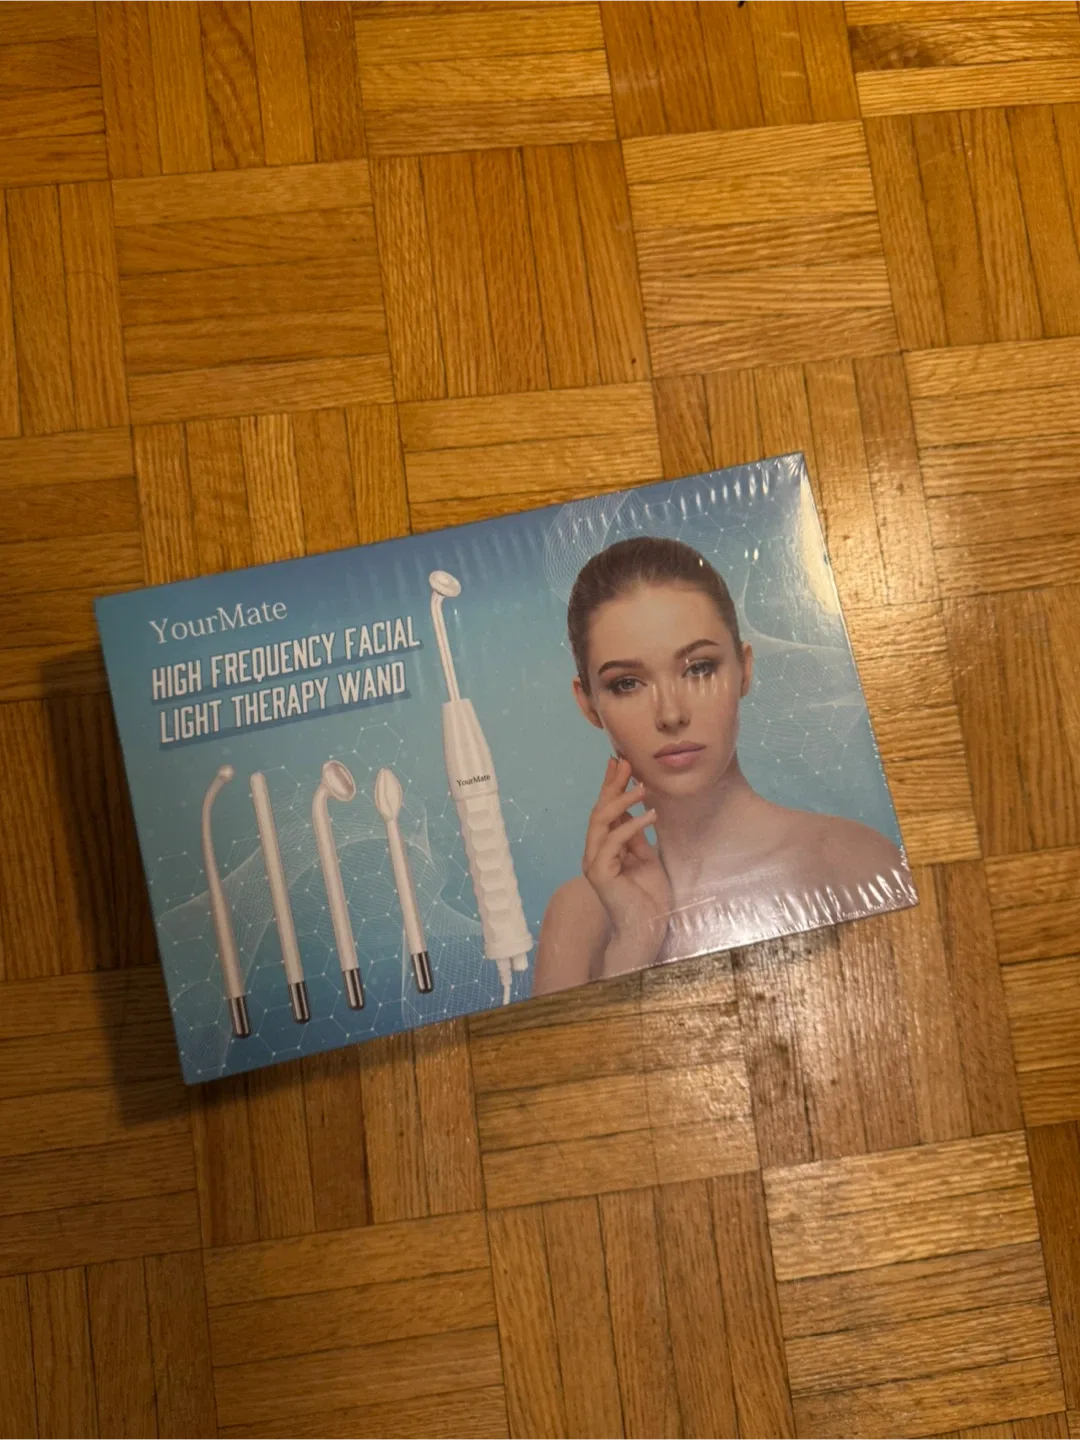 YourMate
HIGH FREQUENCY FACIAL
LIGHT THERAPY WAND
YourMate